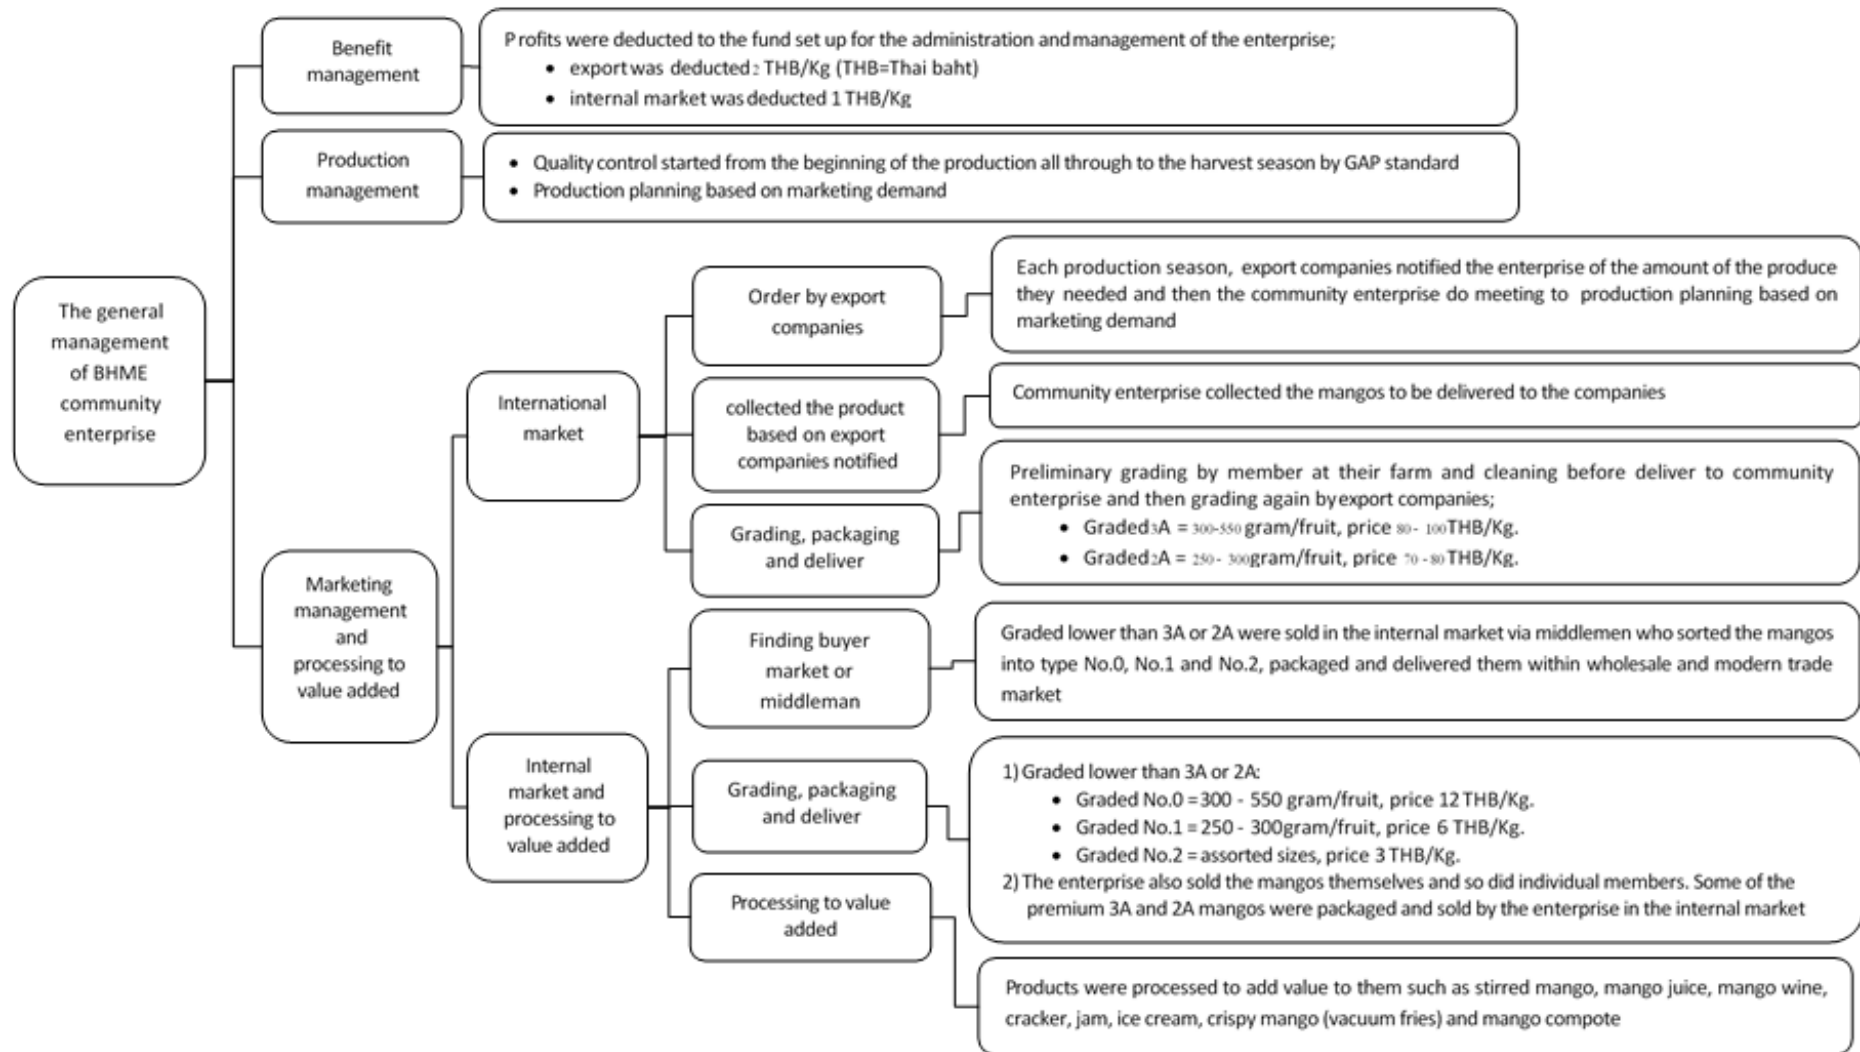 The general
management
of BHME
community
enterprise
Benefit
management
Profits were deducted to the fund set up for the administration and management of the enterprise;
• export was deducted 2 THB/Kg (THB=Thai baht)
• internal market was deducted 1 THB/Kg
Production
management
• Quality control started from the beginning of the production all through to the harvest season by GAP standard
• Production planning based on marketing demand
Marketing
management
and
processing to
value added
International
market
Order by export
companies
Each production season, export companies notified the enterprise of the amount of the produce
they needed and then the community enterprise do meeting to production planning based on
marketing demand
collected the product
based on export
companies notified
Community enterprise collected the mangos to be delivered to the companies
Grading, packaging
and deliver
Preliminary grading by member at their farm and cleaning before deliver to community
enterprise and then grading again by export companies;
• Graded 3A = 300-550 gram/fruit, price 80 - 100 THB/Kg.
• Graded 2A = 250 - 300 gram/fruit, price 70 - 80 THB/Kg.
Internal
market and
processing to
value added
Finding buyer
market or
middleman
Graded lower than 3A or 2A were sold in the internal market via middlemen who sorted the mangos
into type No.0, No.1 and No.2, packaged and delivered them within wholesale and modern trade
market
Grading, packaging
and deliver
1) Graded lower than 3A or 2A:
• Graded No.0 = 300 - 550 gram/fruit, price 12 THB/Kg.
• Graded No.1 = 250 - 300gram/fruit, price 6 THB/Kg.
• Graded No.2 = assorted sizes, price 3 THB/Kg.
2) The enterprise also sold the mangos themselves and so did individual members. Some of the
premium 3A and 2A mangos were packaged and sold by the enterprise in the internal market
Processing to value
added
Products were processed to add value to them such as stirred mango, mango juice, mango wine,
cracker, jam, ice cream, crispy mango (vacuum fries) and mango compote